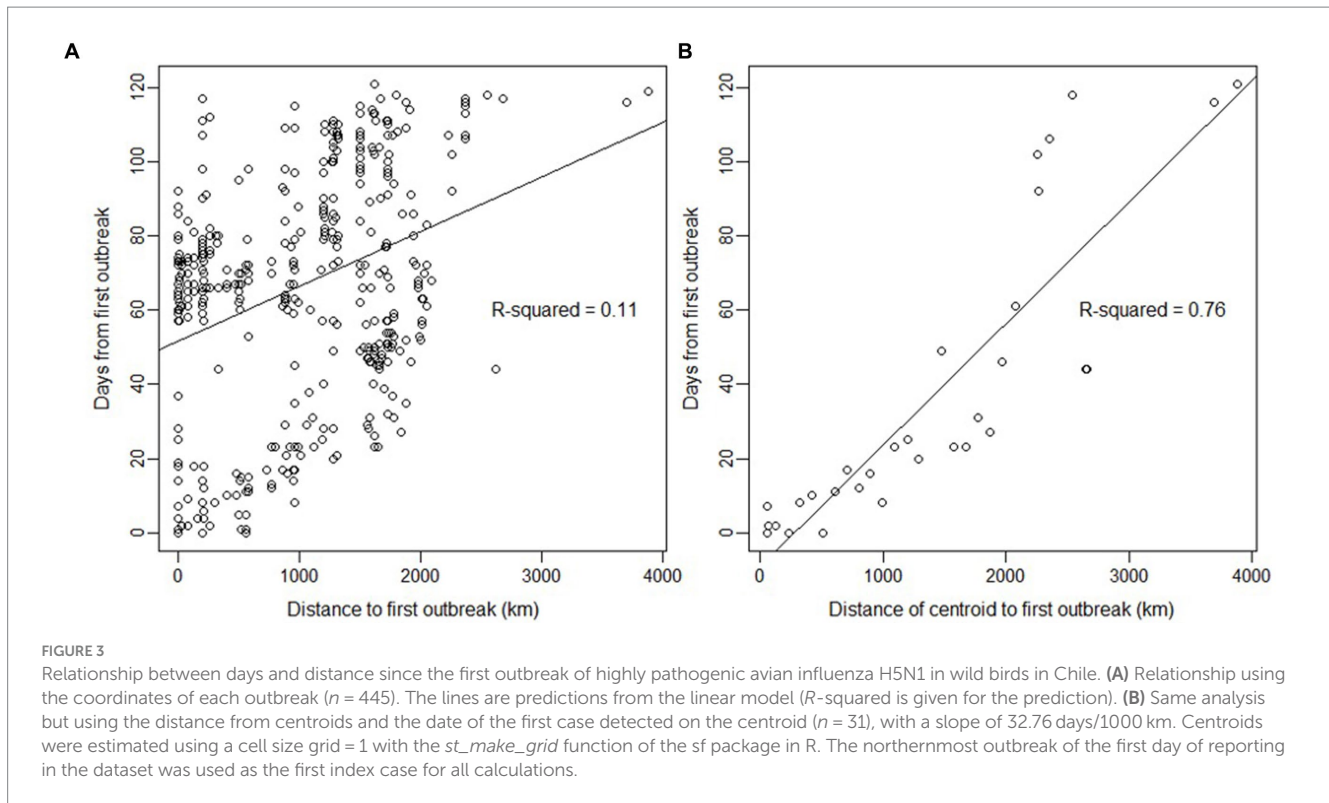 A
Days from first outbreak
120
100
80
60
40
20
0
R-squared = 0.11
0 1000 2000 3000 4000
Distance to first outbreak (km)
B
Days from first outbreak
120
100
80
60
40
20
0
R-squared = 0.76
0 1000 2000 3000 4000
Distance of centroid to first outbreak (km)
FIGURE 3
Relationship between days and distance since the first outbreak of highly pathogenic avian influenza H5N1 in wild birds in Chile. (A) Relationship using
the coordinates of each outbreak (n = 445). The lines are predictions from the linear model (R-squared is given for the prediction). (B) Same analysis
but using the distance from centroids and the date of the first case detected on the centroid (n = 31), with a slope of 32.76 days/1000 km. Centroids
were estimated using a cell size grid = 1 with the st_make_grid function of the sf package in R. The northernmost outbreak of the first day of reporting
in the dataset was used as the first index case for all calculations.